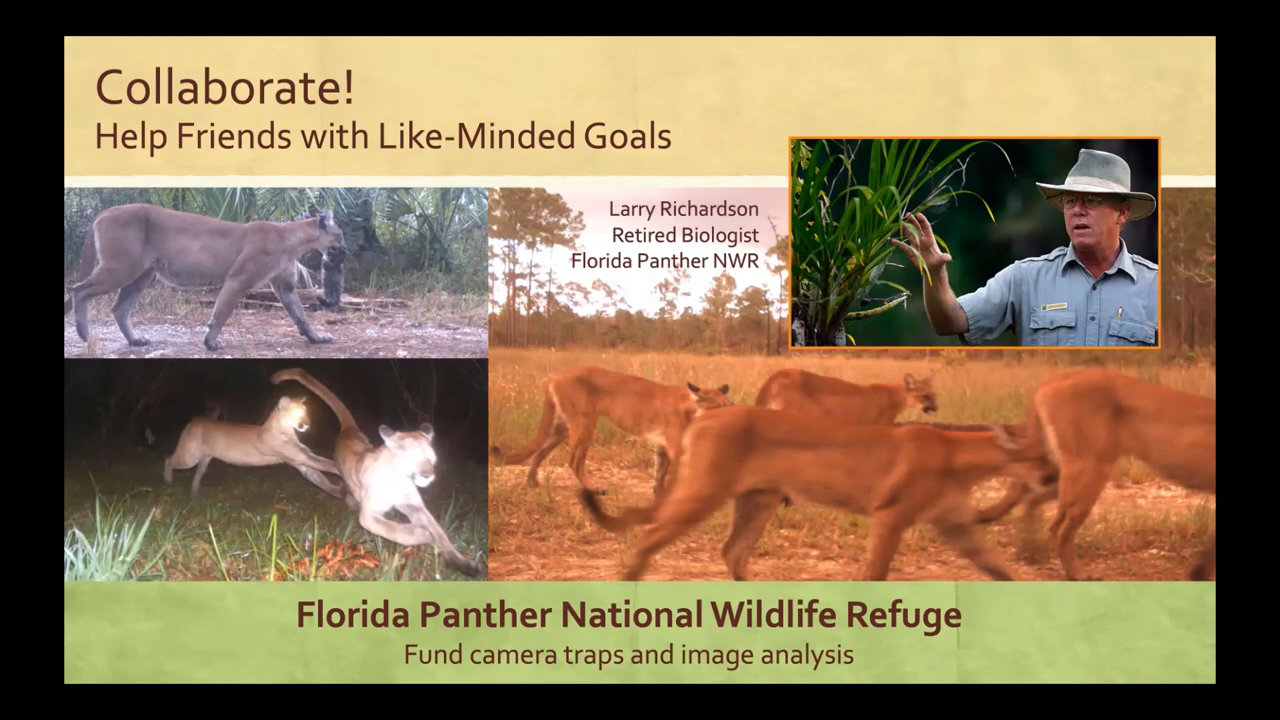 Collaborate!
Help Friends with Like-Minded Goals
Larry Richardson
Retired Biologist
Florida Panther NWR
Florida Panther National Wildlife Refuge
Fund camera traps and image analysis